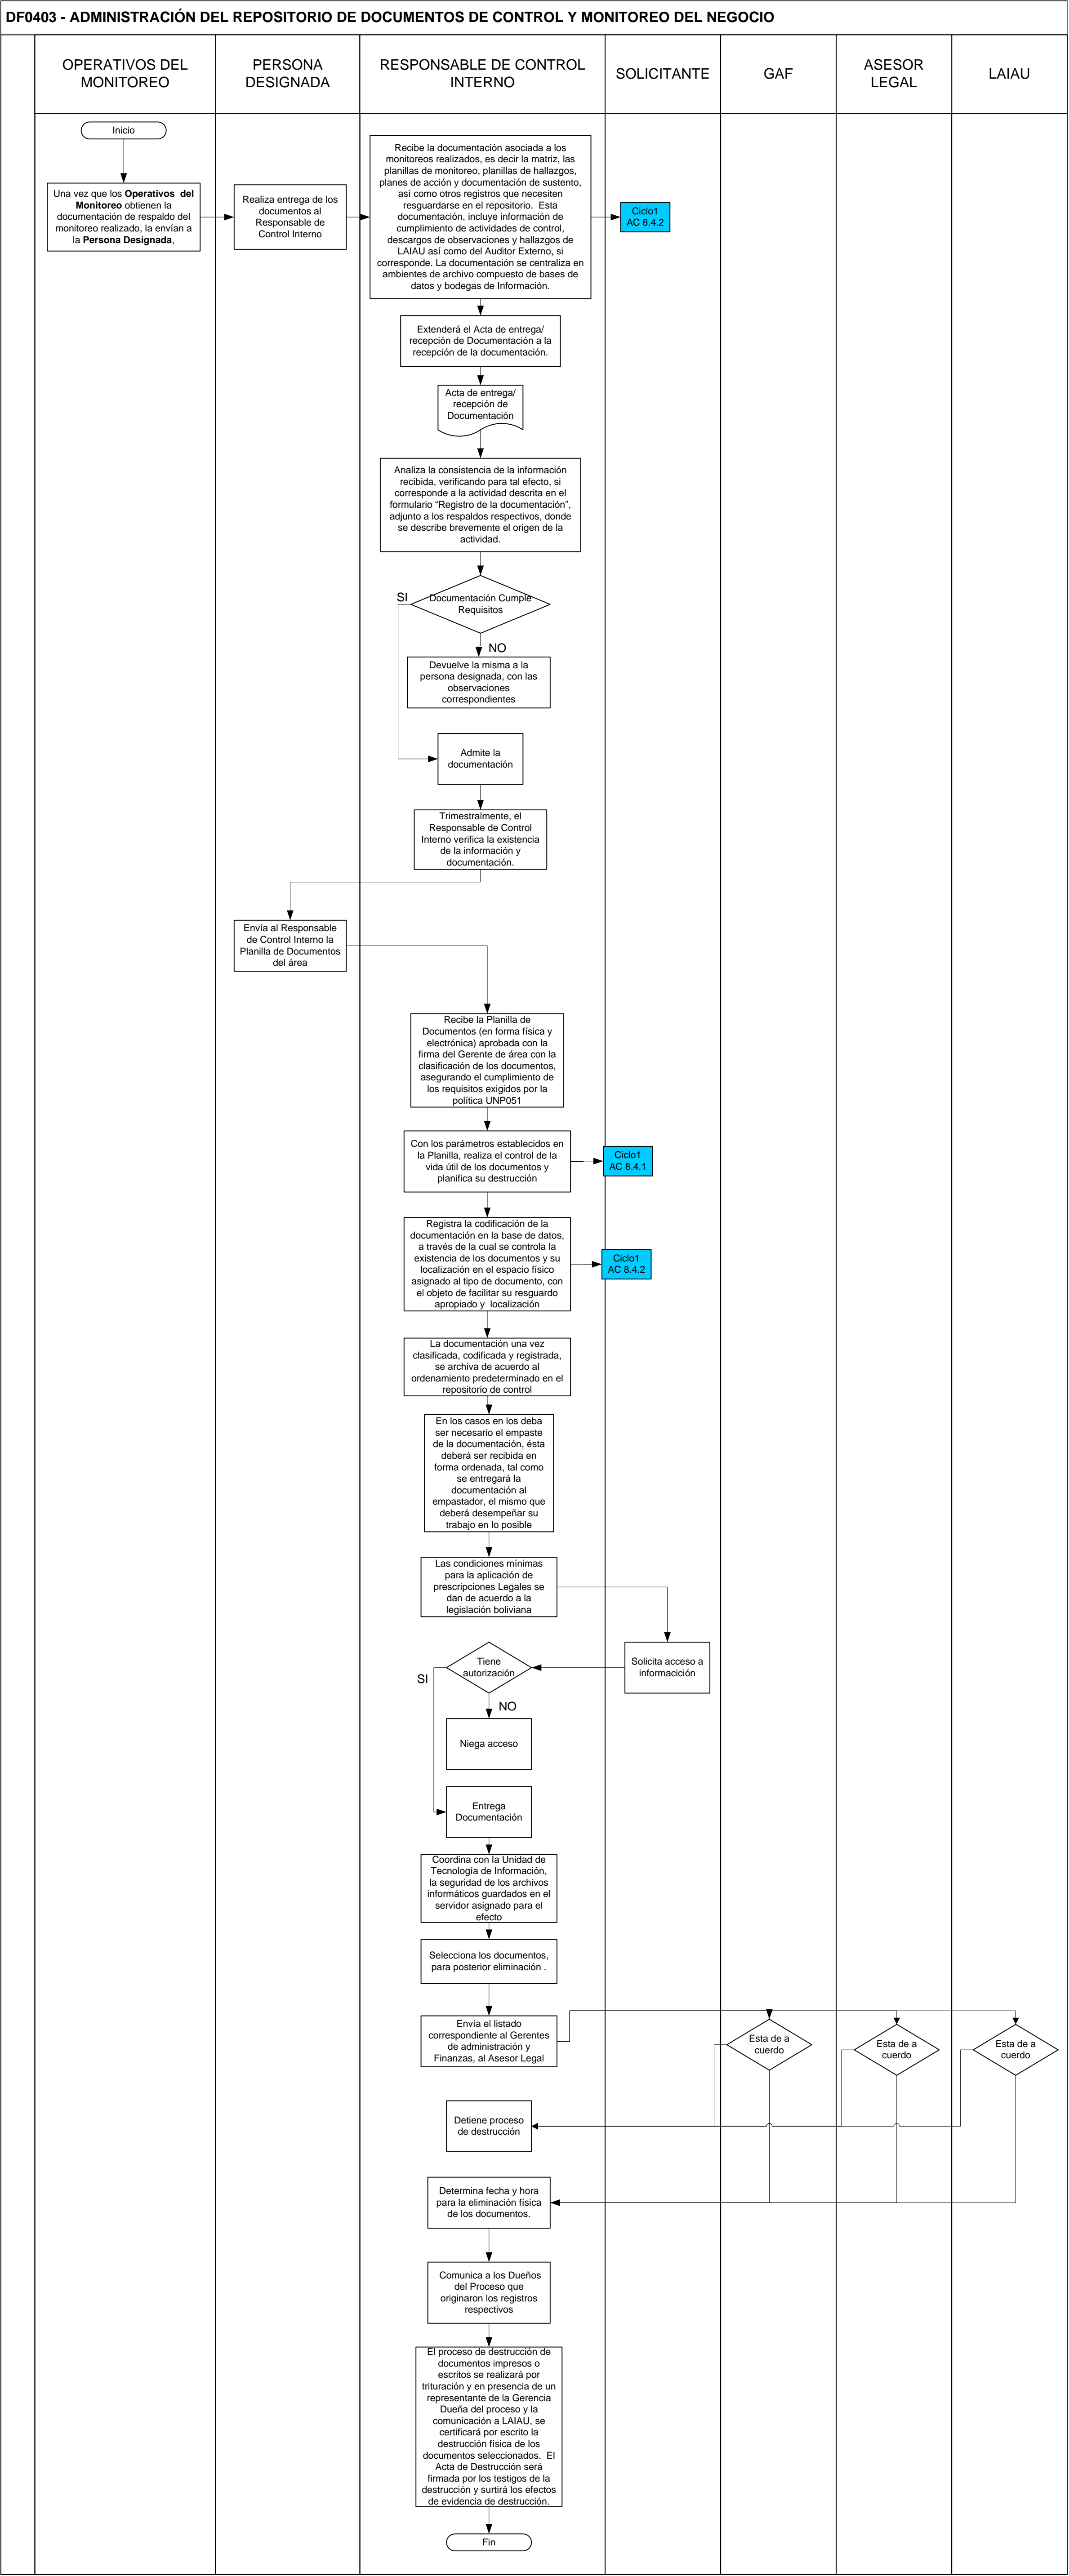 DF0403 - ADMINISTRACIÓN DEL REPOSITORIO DE DOCUMENTOS DE CONTROL Y MONITOREO DEL NEGOCIO
OPERATIVOS DEL
MONITOREO
PERSONA
DESIGNADA
RESPONSABLE DE CONTROL
INTERNO
SOLICITANTE
GAF
ASESOR
LEGAL
LAIAU
Inicio
Una vez que los Operativos del
Monitoreo obtienen la
documentación de respaldo del
monitoreo realizado, la envían a
la Persona Designada,
Realiza entrega de los
documentos al
Responsable de
Control Interno
Recibe la documentación asociada a los
monitoreos realizados, es decir la matriz, las
planillas de monitoreo, planillas de hallazgos,
planes de acción y documentación de sustento,
así como otros registros que necesiten
resguardarse en el repositorio. Esta
documentación, incluye información de
cumplimiento de actividades de control,
descargos de observaciones y hallazgos de
LAIAU así como del Auditor Externo, si
corresponde. La documentación se centraliza en
ambientes de archivo compuesto de bases de
datos y bodegas de Información.
Ciclo1
AC 8.4.2
Extenderá el Acta de entrega/
recepción de Documentación a la
recepción de la documentación.
Acta de entrega/
recepción de
Documentación
Analiza la consistencia de la información
recibida, verificando para tal efecto, si
corresponde a la actividad descrita en el
formulario “Registro de la documentación”,
adjunto a los respaldos respectivos, donde
se describe brevemente el origen de la
actividad.
SI
Documentación Cumple
Requisitos
NO
Devuelve la misma a la
persona designada, con las
observaciones
correspondientes
Admite la
documentación
Trimestralmente, el
Responsable de Control
Interno verifica la existencia
de la información y
documentación.
Envía al Responsable
de Control Interno la
Planilla de Documentos
del área
Recibe la Planilla de
Documentos (en forma física y
electrónica) aprobada con la
firma del Gerente de área con la
clasificación de los documentos,
asegurando el cumplimiento de
los requisitos exigidos por la
política UNP051
Con los parámetros establecidos en
la Planilla, realiza el control de la
vida útil de los documentos y
planifica su destrucción
Ciclo1
AC 8.4.1
Registra la codificación de la
documentación en la base de datos,
a través de la cual se controla la
existencia de los documentos y su
localización en el espacio físico
asignado al tipo de documento, con
el objeto de facilitar su resguardo
apropiado y localización
Ciclo1
AC 8.4.2
La documentación una vez
clasificada, codificada y registrada,
se archiva de acuerdo al
ordenamiento predeterminado en el
repositorio de control
En los casos en los deba
ser necesario el empaste
de la documentación, ésta
deberá ser recibida en
forma ordenada, tal como
se entregará la
documentación al
empastador, el mismo que
deberá desempeñar su
trabajo en lo posible
Las condiciones mínimas
para la aplicación de
prescripciones Legales se
dan de acuerdo a la
legislación boliviana
Solicita acceso a
informacición
Tiene
autorización
SI
NO
Niega acceso
Entrega
Documentación
Coordina con la Unidad de
Tecnología de Información,
la seguridad de los archivos
informáticos guardados en el
servidor asignado para el
efecto
Selecciona los documentos,
para posterior eliminación .
Envía el listado
correspondiente al Gerentes
de administración y
Finanzas, al Asesor Legal
Esta de a
cuerdo
Esta de a
cuerdo
Esta de a
cuerdo
Detiene proceso
de destrucción
Determina fecha y hora
para la eliminación física
de los documentos.
Comunica a los Dueños
del Proceso que
originaron los registros
respectivos
El proceso de destrucción de
documentos impresos o
escritos se realizará por
trituración y en presencia de un
representante de la Gerencia
Dueña del proceso y la
comunicación a LAIAU, se
certificará por escrito la
destrucción física de los
documentos seleccionados. El
Acta de Destrucción será
firmada por los testigos de la
destrucción y surtirá los efectos
de evidencia de destrucción.
Fin